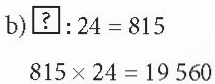 b) ? : 24 = 815
815 × 24 = 19 560